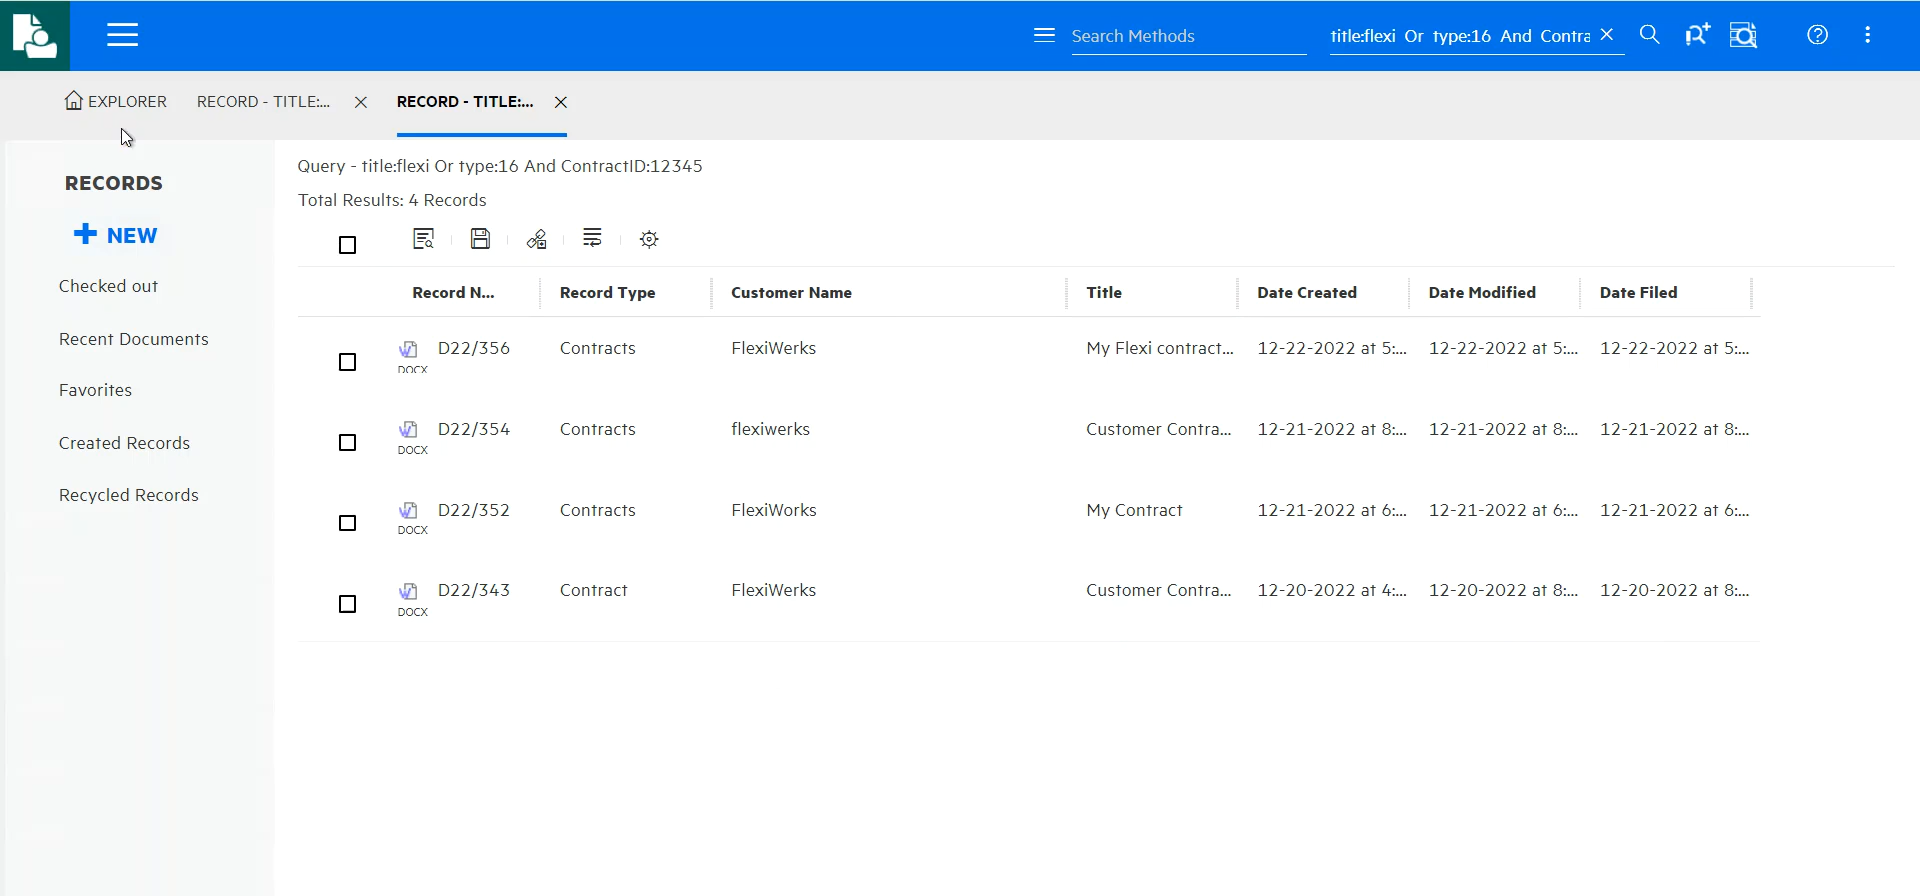 Search Methods
title:flexi Or type:16 And Contra
EXPLORER
RECORD - TITLE:...
RECORD - TITLE:...
RECORDS
NEW
Checked out
Recent Documents
Favorites
Created Records
Recycled Records
Query - title:flexi Or type:16 And ContractID:12345
Total Results: 4 Records
Record N... Record Type Customer Name Title Date Created Date Modified Date Filed
D22/356 Contracts FlexiWerks My Flexi contract... 12-22-2022 at 5:... 12-22-2022 at 5:... 12-22-2022 at 5:...
DOCX
D22/354 Contracts flexiwerks Customer Contra... 12-21-2022 at 8:... 12-21-2022 at 8:... 12-21-2022 at 8:...
DOCX
D22/352 Contracts FlexiWorks My Contract 12-21-2022 at 6:... 12-21-2022 at 6:... 12-21-2022 at 6:...
DOCX
D22/343 Contract FlexiWerks Customer Contra... 12-20-2022 at 4:... 12-20-2022 at 8:... 12-20-2022 at 8:...
DOCX